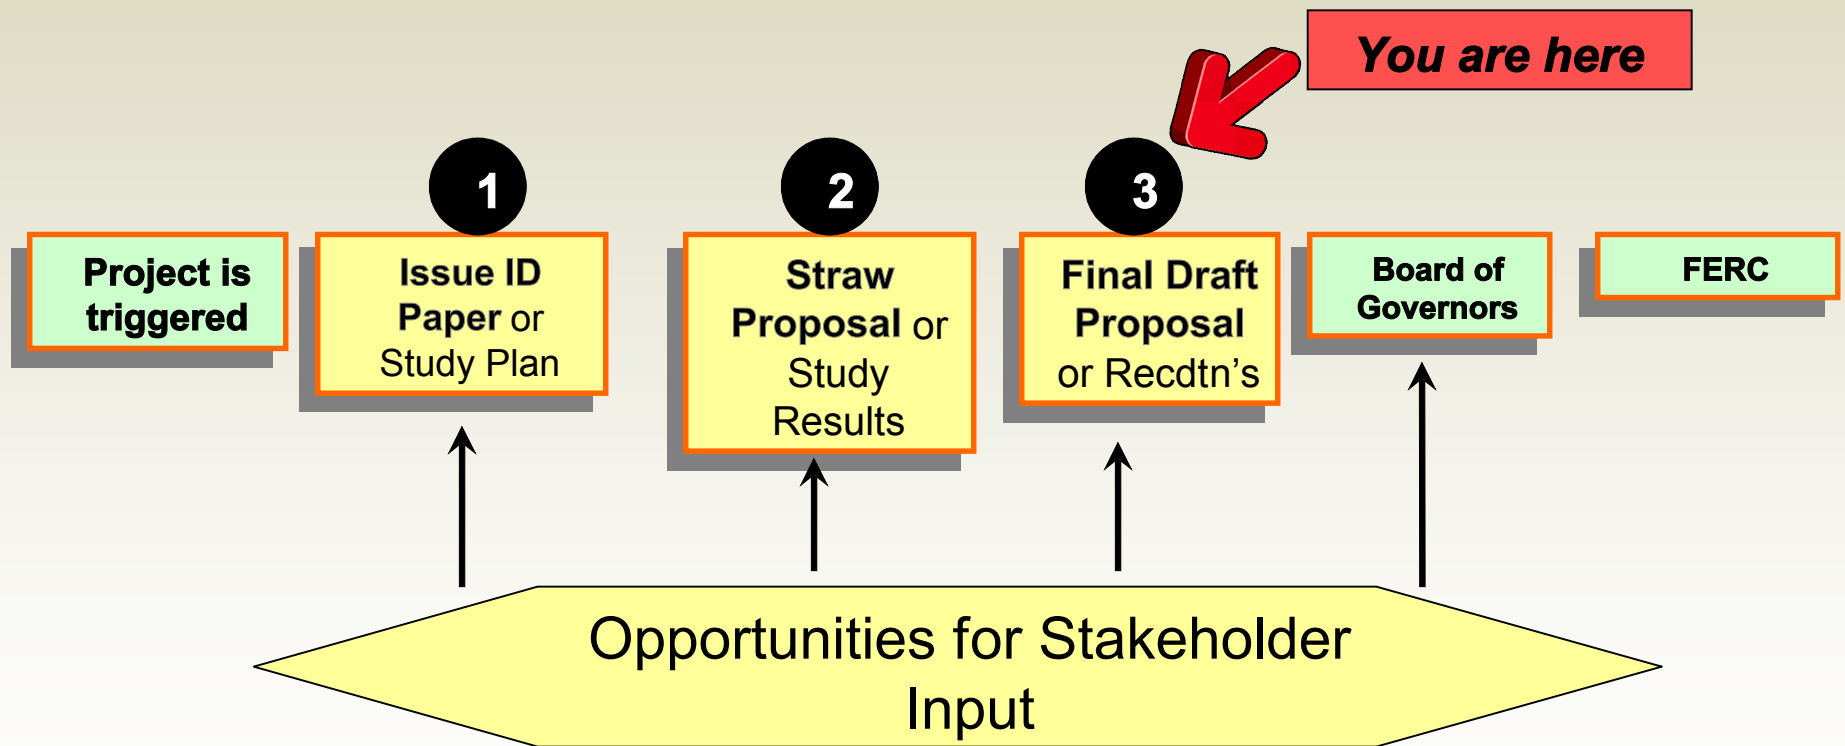 You are here
1
2
3
Project is
triggered
Issue ID
Paper or
Study Plan
Straw
Proposal or
Study
Results
Final Draft
Proposal
or Recdtn's
Board of
Governors
FERC
Opportunities for Stakeholder
Input